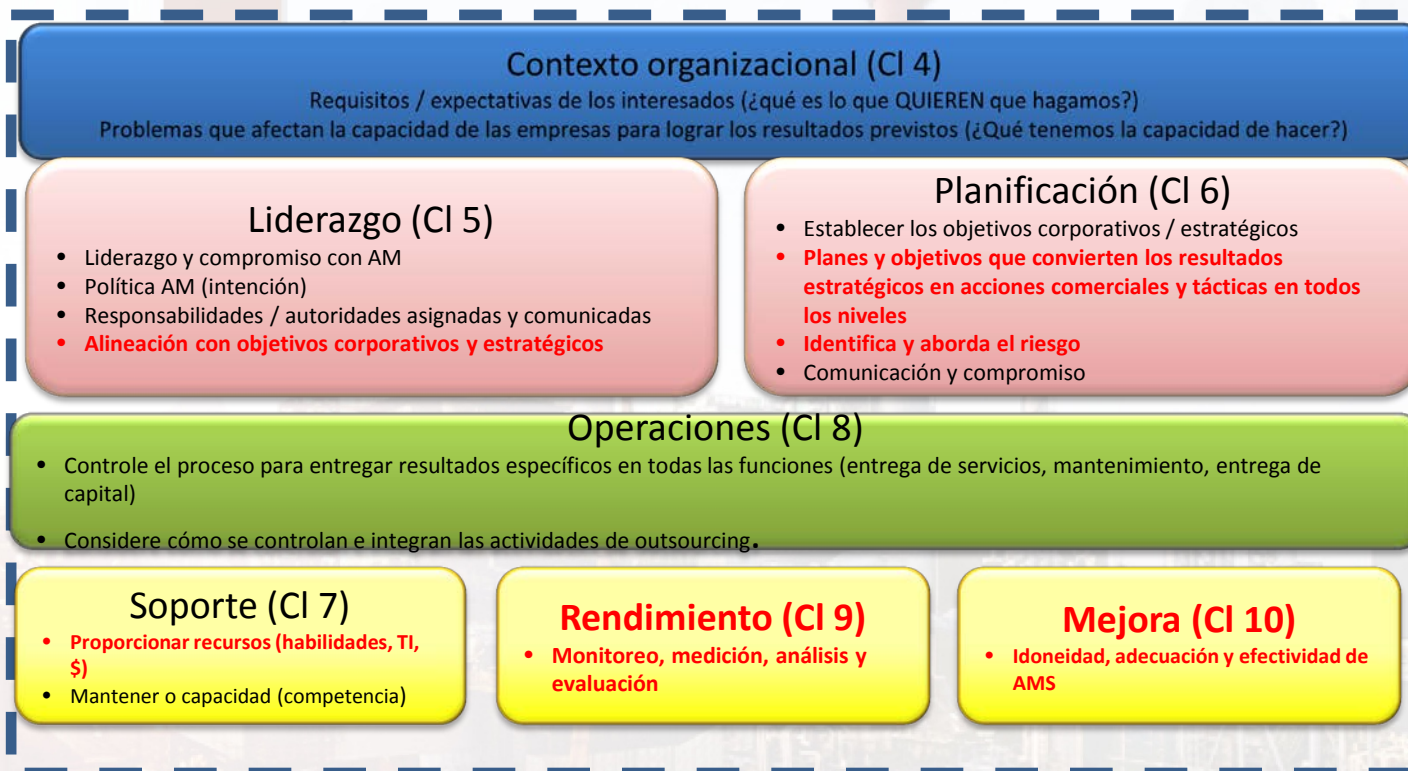 Contexto organizacional (Cl 4)
Requisitos / expectativas de los interesados (¿qué es lo que QUIEREN que hagamos?)
Problemas que afectan la capacidad de las empresas para lograr los resultados previstos (¿Qué tenemos la capacidad de hacer?)
Liderazgo (Cl 5)
• Liderazgo y compromiso con AM
• Política AM (intención)
• Responsabilidades / autoridades asignadas y comunicadas
• Alineación con objetivos corporativos y estratégicos
Planificación (Cl 6)
• Establecer los objetivos corporativos / estratégicos
• Planes y objetivos que convierten los resultados
estratégicos en acciones comerciales y tácticas en todos
los niveles
• Identifica y aborda el riesgo
• Comunicación y compromiso
Operaciones (Cl 8)
• Controle el proceso para entregar resultados específicos en todas las funciones (entrega de servicios, mantenimiento, entrega de
capital)
• Considere cómo se controlan e integran las actividades de outsourcing.
Soporte (Cl 7)
• Proporcionar recursos (habilidades, TI,
$)
• Mantener o capacidad (competencia)
Rendimiento (Cl 9)
• Monitoreo, medición, análisis y
evaluación
Mejora (Cl 10)
• Idoneidad, adecuación y efectividad de
AMS